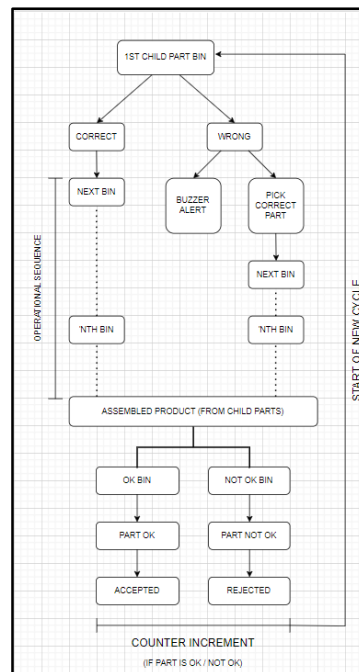 1ST CHILD PART BIN
CORRECT
WRONG
NEXT BIN
BUZZER
ALERT
PICK
CORRECT
PART
NEXT BIN
OPERATIONAL SEQUENCE
'NTH BIN
'NTH BIN
START OF NEW CYCLE
ASSEMBLED PRODUCT (FROM CHILD PARTS)
OK BIN
NOT OK BIN
PART OK
PART NOT OK
ACCEPTED
REJECTED
COUNTER INCREMENT
(IF PART IS OK / NOT OK)